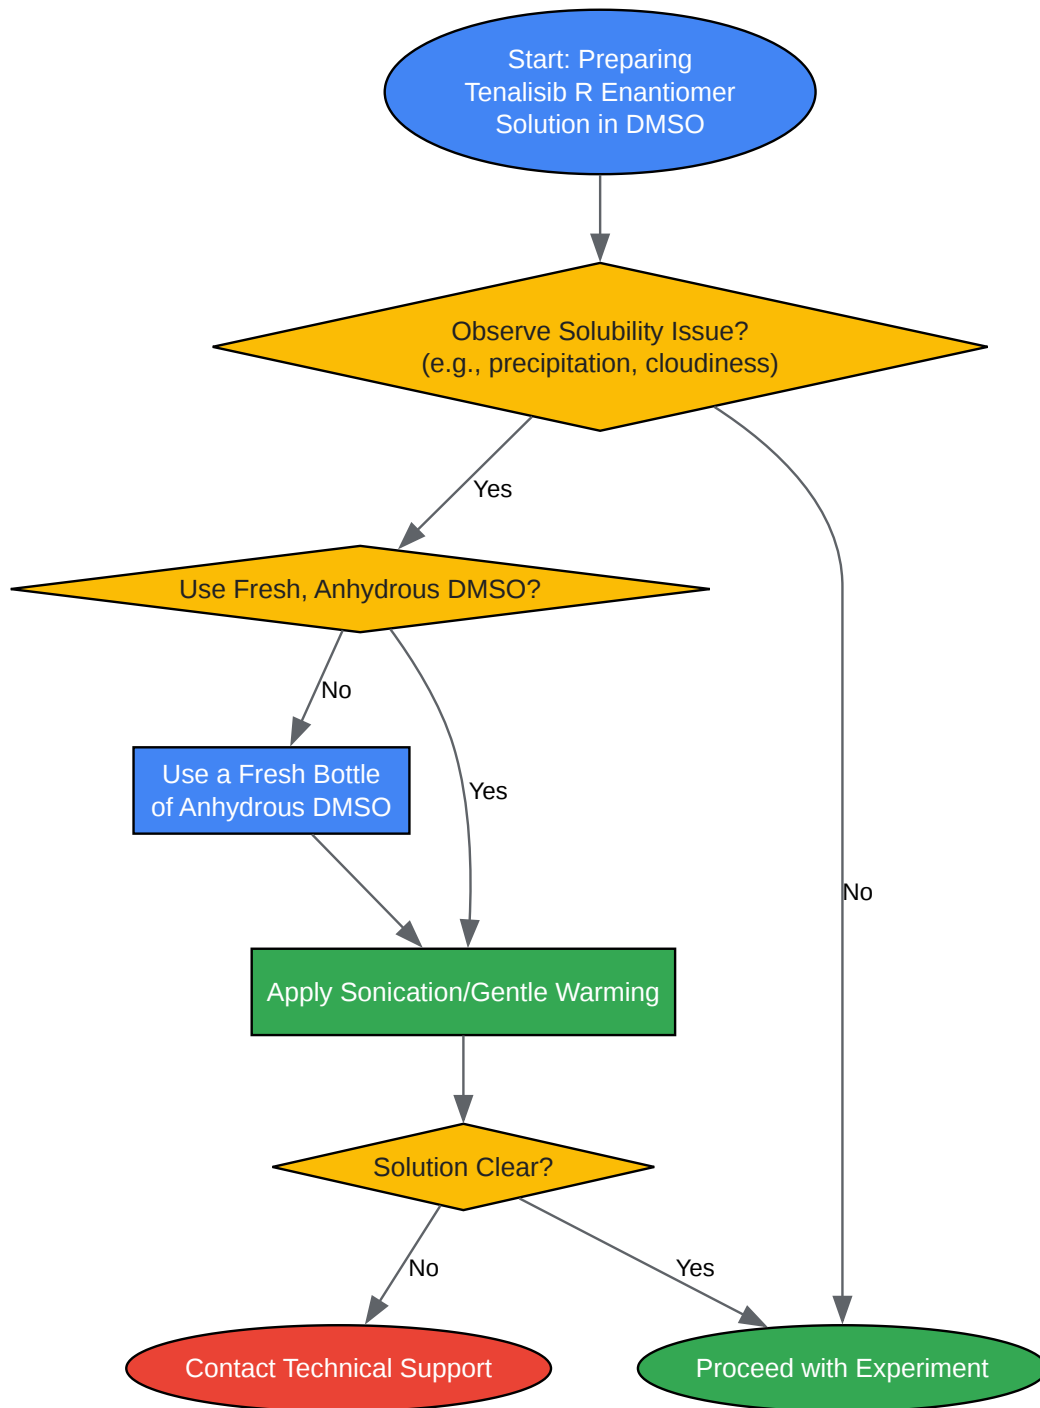 Start: Preparing
Tenalisib R Enantiomer
Solution in DMSO
Observe Solubility Issue?
(e.g., precipitation, cloudiness)
Yes
Use Fresh, Anhydrous DMSO?
No
Use a Fresh Bottle
of Anhydrous DMSO
Yes
No
Apply Sonication/Gentle Warming
Solution Clear?
No
Yes
Contact Technical Support
Proceed with Experiment